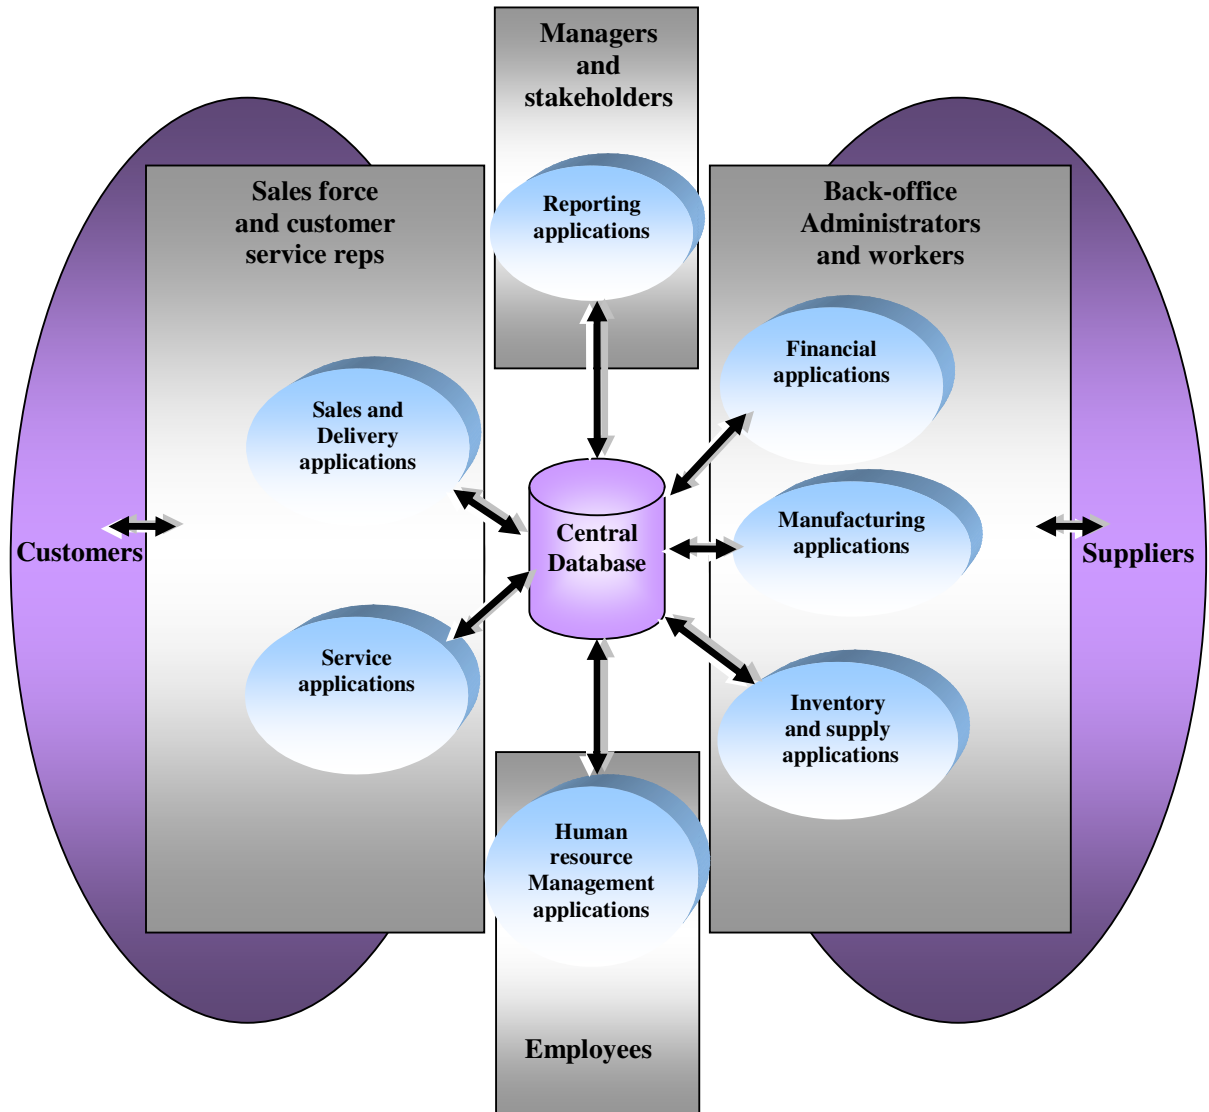 Managers
and
stakeholders
Reporting
applications
Sales force
and customer
service reps
Sales and
Delivery
applications
Service
applications
Customers
Central
Database
Back-office
Administrators
and workers
Financial
applications
Manufacturing
applications
Inventory
and supply
applications
Suppliers
Human
resource
Management
applications
Employees